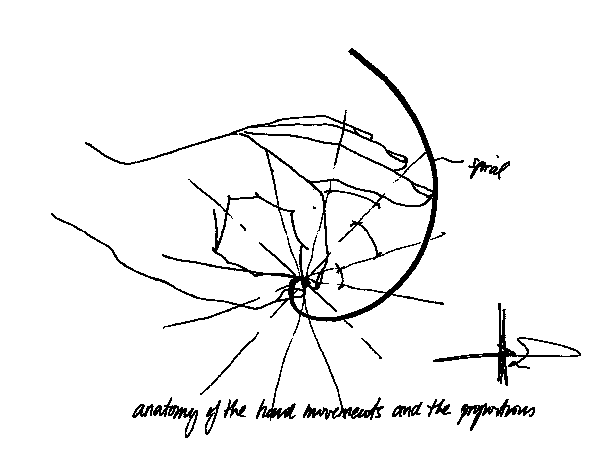 spiral
anatomy of the hand movements and the proportions